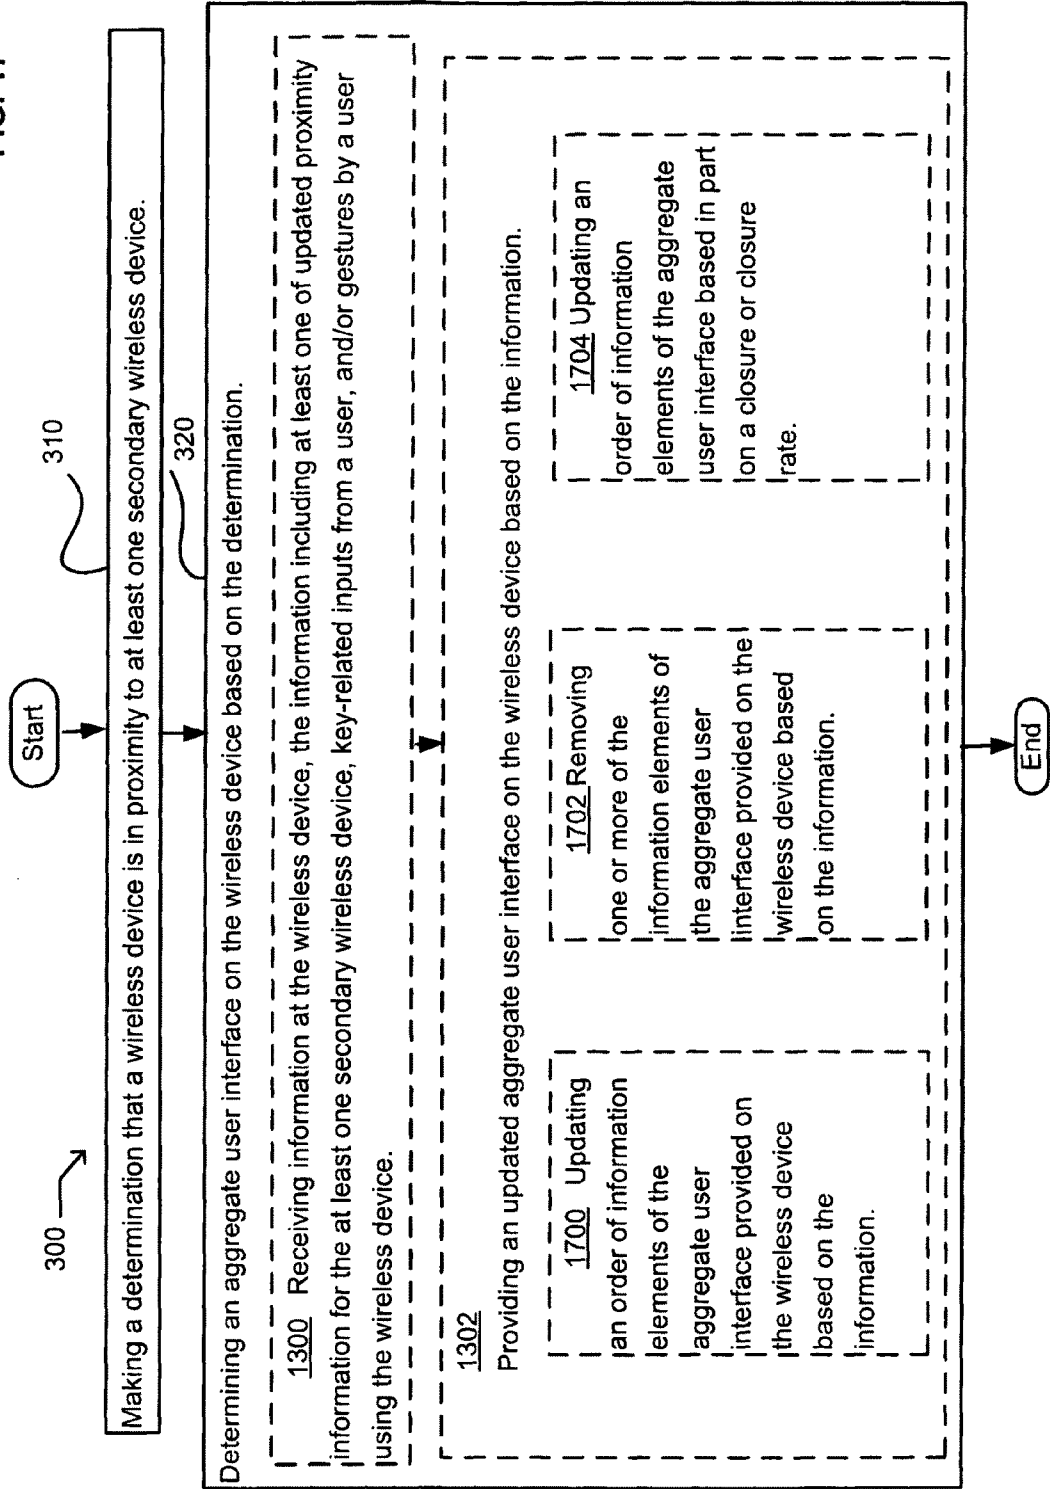 300
Start
310
Making a determination that a wireless device is in proximity to at least one secondary wireless device.
320
Determining an aggregate user interface on the wireless device based on the determination.
1300 Receiving information at the wireless device, the information including at least one of updated proximity
information for the at least one secondary wireless device, key-related inputs from a user, and/or gestures by a user
using the wireless device.
1302
Providing an updated aggregate user interface on the wireless device based on the information.
1700 Updating
an order of information
elements of the
aggregate user
interface provided on
the wireless device
based on the
information.
1702 Removing
one or more of the
information elements of
the aggregate user
interface provided on the
wireless device based
on the information.
1704 Updating an
order of information
elements of the aggregate
user interface based in part
on a closure or closure
rate.
End